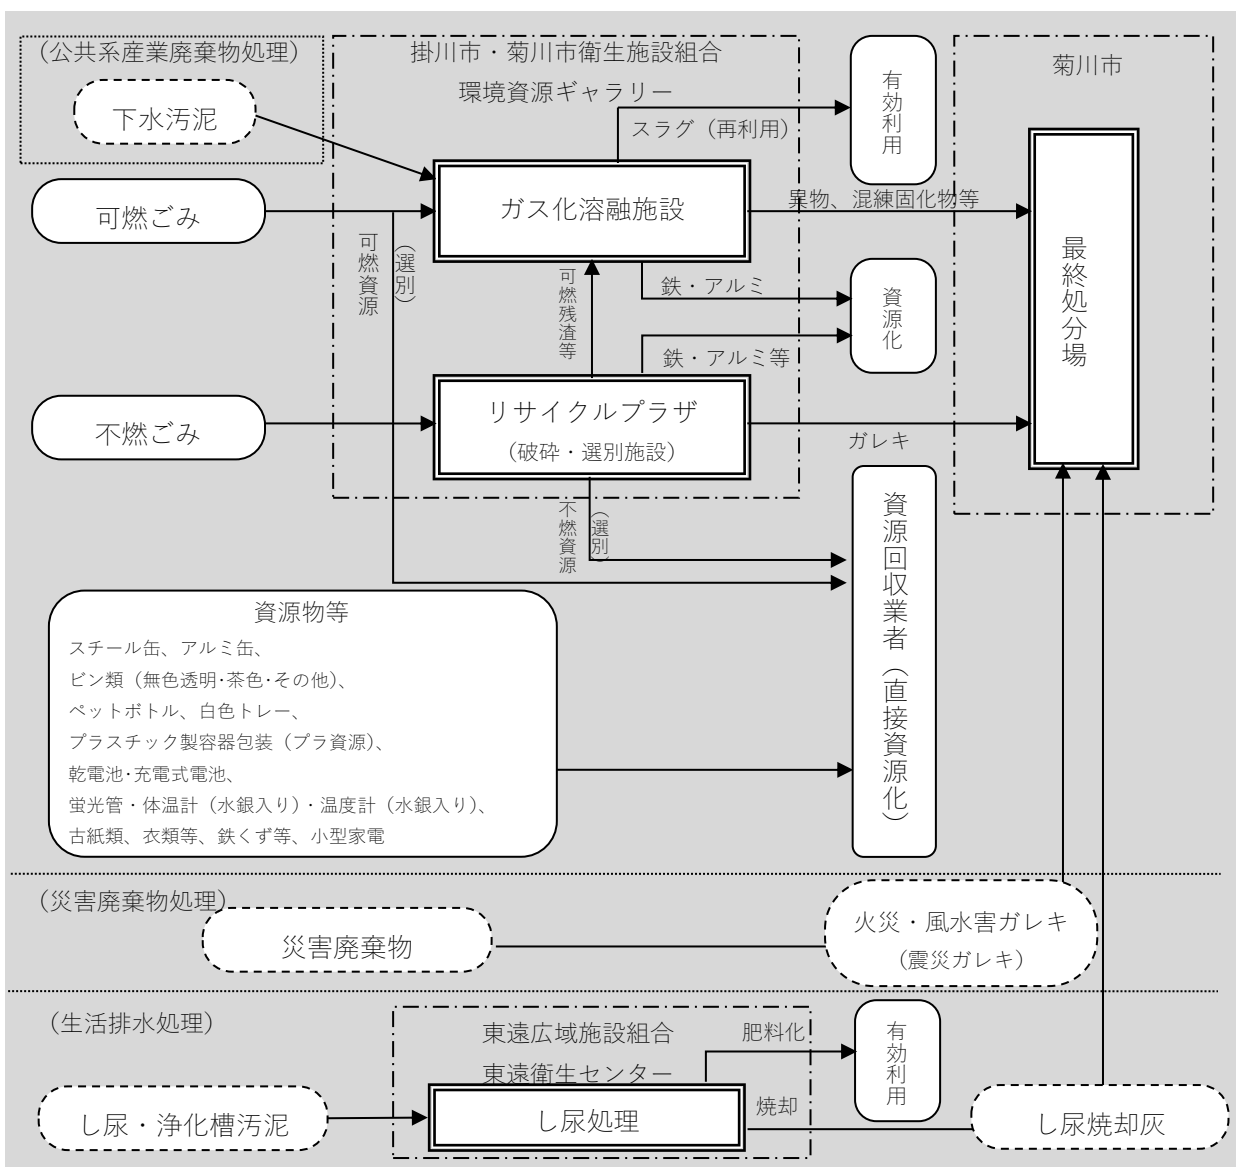 (公共系産業廃棄物処理)
下水汚泥
掛川市・菊川市衛生施設組合
環境資源ギャラリー
スラグ（再利用）
有効利用
菊川市
可燃ごみ
ガス化溶融施設
異物、混練固化物等
最終処分場
可燃資源
（選別）
可燃残渣等
鉄・アルミ
資源化
鉄・アルミ等
不燃ごみ
リサイクルプラザ
（破砕・選別施設）
ガレキ
不燃資源
（選別）
資源回収業者（直接資源化）
資源物等
スチール缶、アルミ缶、
ビン類（無色透明･茶色･その他）、
ペットボトル、白色トレー、
プラスチック製容器包装（プラ資源）、
乾電池･充電式電池、
蛍光管・体温計（水銀入り）・温度計（水銀入り）、
古紙類、衣類等、鉄くず等、小型家電
(災害廃棄物処理)
災害廃棄物
火災・風水害ガレキ
（震災ガレキ）
(生活排水処理)
東遠広域施設組合
東遠衛生センター
肥料化
有効利用
し尿・浄化槽汚泥
し尿処理
焼却
し尿焼却灰